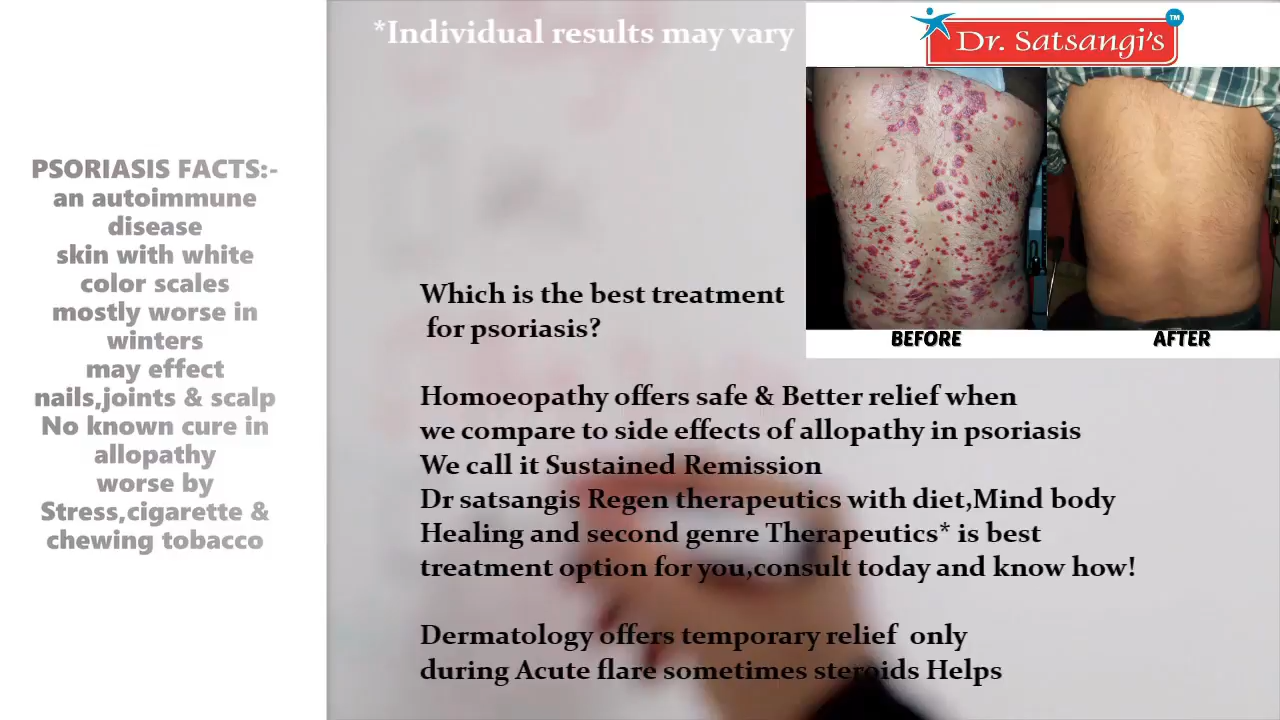 *Individual results may vary
Dr. Satsangi's
TM
BEFORE
AFTER
PSORIASIS FACTS:-
an autoimmune
disease
skin with white
color scales
mostly worse in
winters
may effect
nails,joints & scalp
No known cure in
allopathy
worse by
Stress,cigarette &
chewing tobacco
Which is the best treatment
for psoriasis?
Homoeopathy offers safe & Better relief when
we compare to side effects of allopathy in psoriasis
We call it Sustained Remission
Dr satsangis Regen therapeutics with diet,Mind body
Healing and second genre Therapeutics* is best
treatment option for you,consult today and know how!
Dermatology offers temporary relief only
during Acute flare sometimes steroids Helps